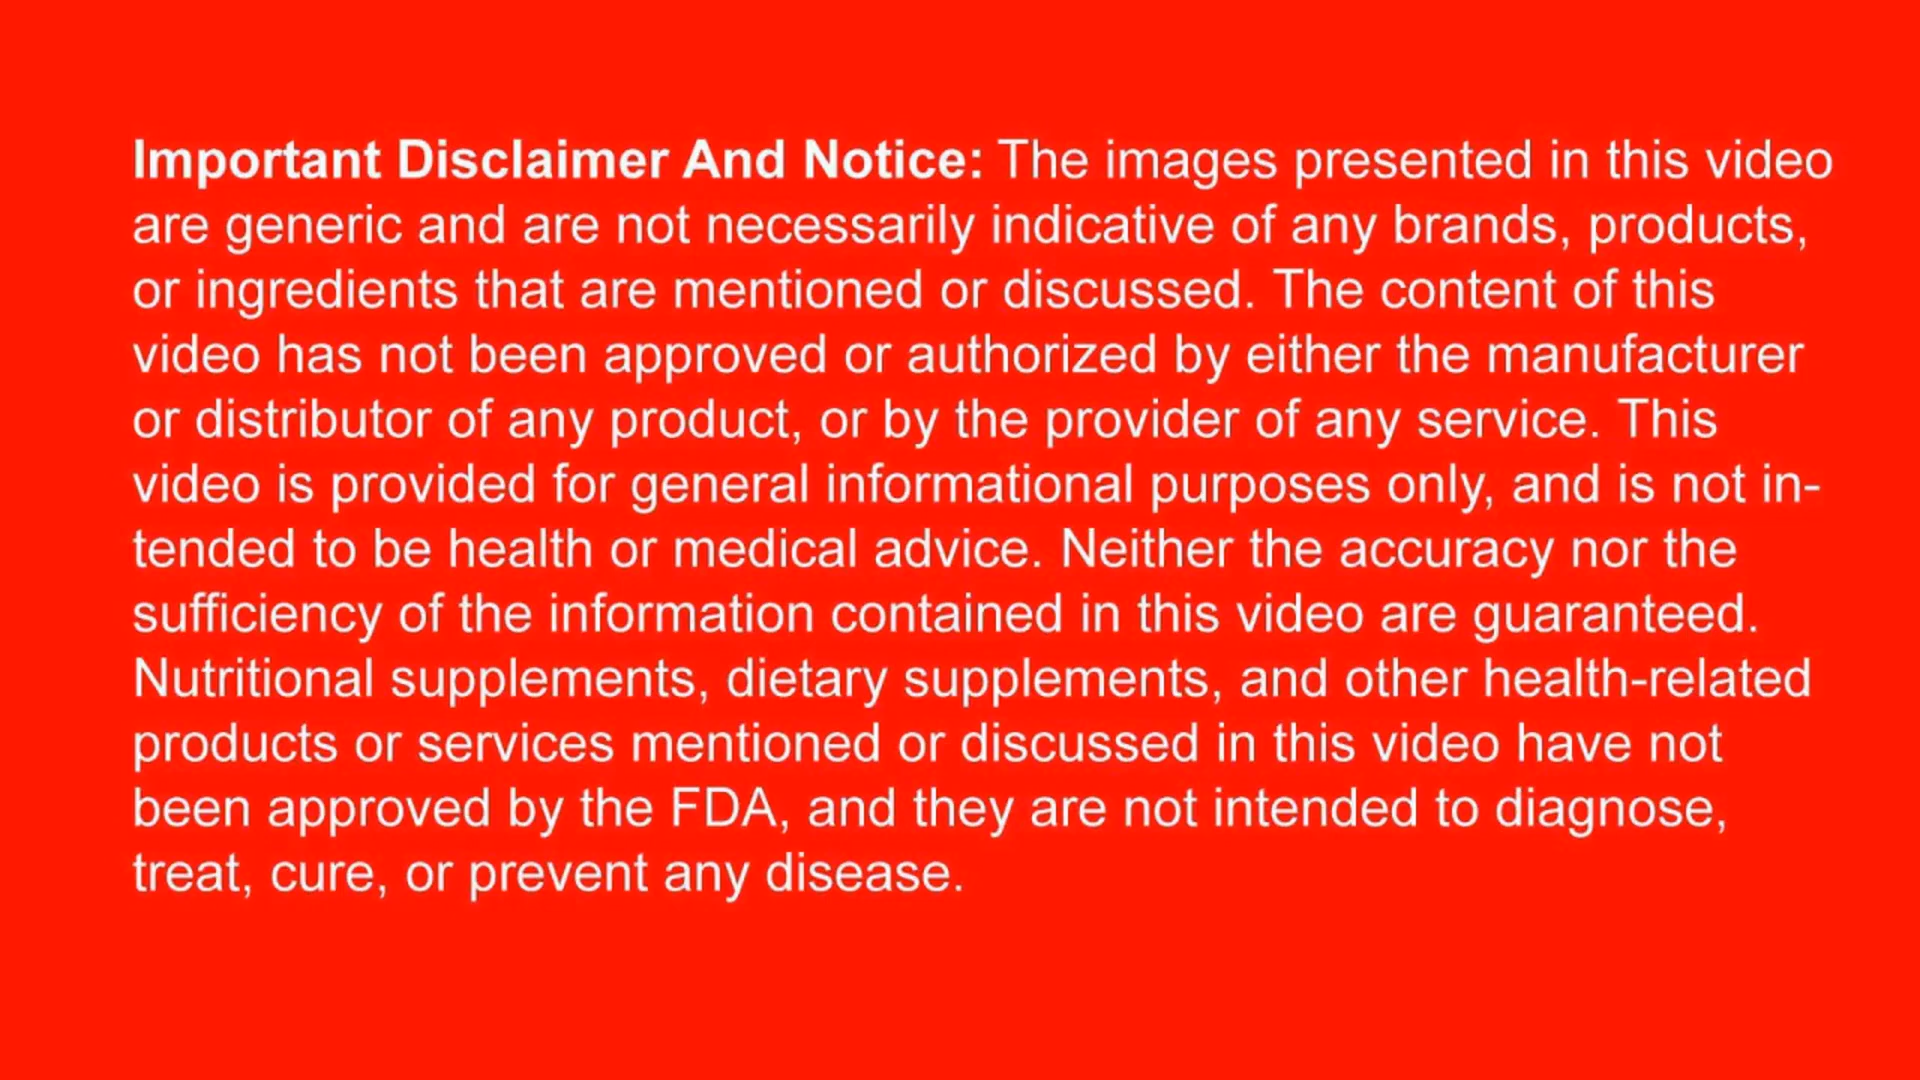 Important Disclaimer And Notice: The images presented in this video
are generic and are not necessarily indicative of any brands, products,
or ingredients that are mentioned or discussed. The content of this
video has not been approved or authorized by either the manufacturer
or distributor of any product, or by the provider of any service. This
video is provided for general informational purposes only, and is not in-
tended to be health or medical advice. Neither the accuracy nor the
sufficiency of the information contained in this video are guaranteed.
Nutritional supplements, dietary supplements, and other health-related
products or services mentioned or discussed in this video have not
been approved by the FDA, and they are not intended to diagnose,
treat, cure, or prevent any disease.